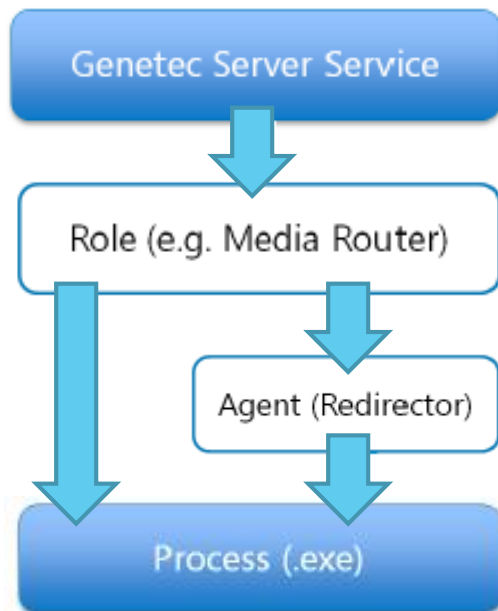 Genetec Server Service
Role (e.g. Media Router)
Agent (Redirector)
Process (.exe)